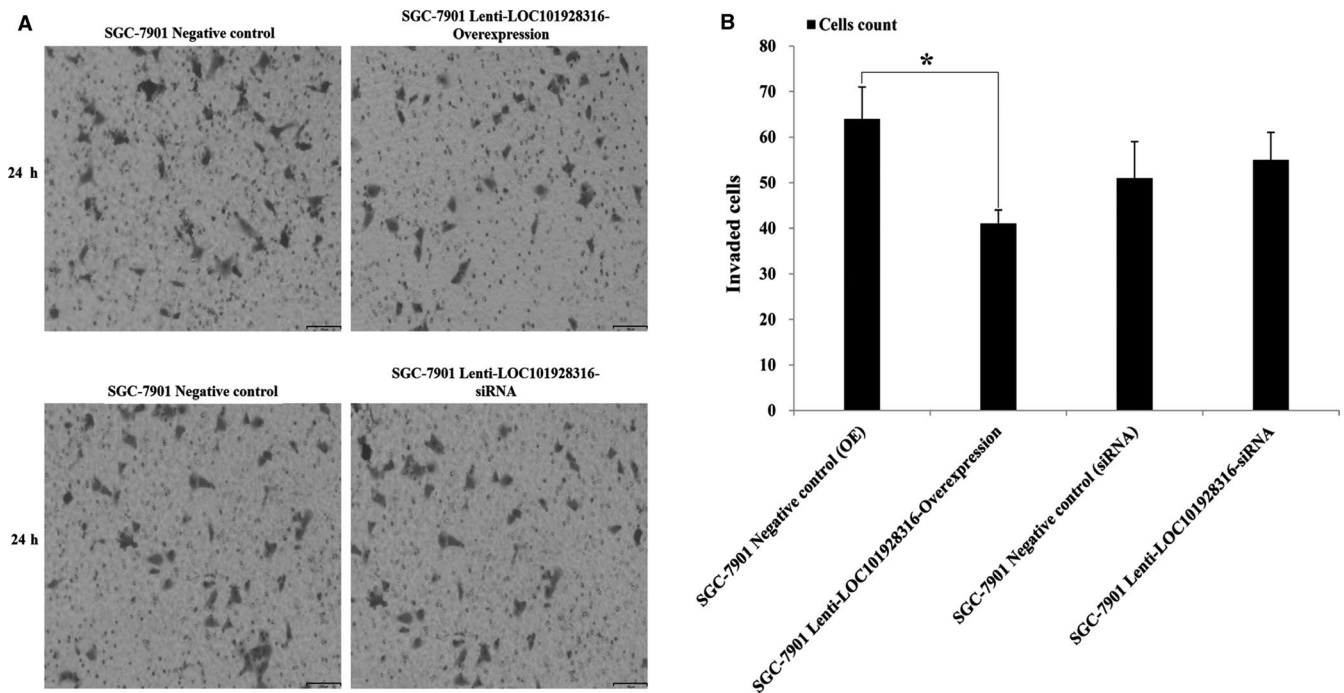 A
SGC-7901 Negative control
SGC-7901 Lenti-LOC101928316-
Overexpression
24 h
SGC-7901 Negative control
SGC-7901 Lenti-LOC101928316-
siRNA
24 h
B
Cells count
80
70
60
50
40
30
20
10
0
Invaded cells
*
SGC-7901 Negative control (OE)
SGC-7901 Lenti-LOC101928316-Overexpression
SGC-7901 Negative control (siRNA)
SGC-7901 Lenti-LOC101928316-siRNA